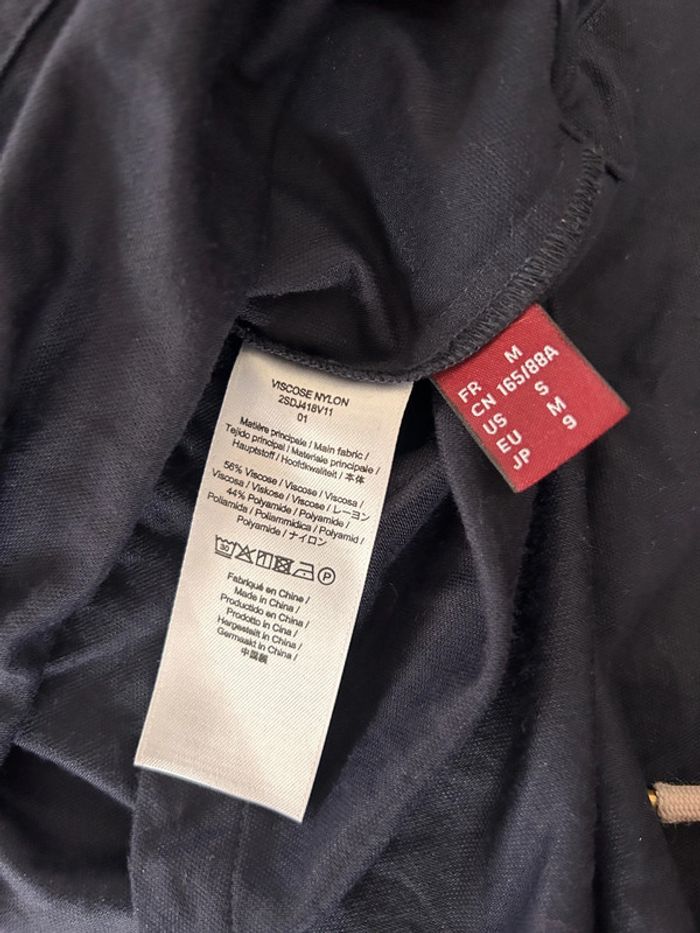 VISCOSE NYLON
2SDJ418V11
01
Matière principale / Main fabric /
Tejido principal / Materiale principale /
Hauptstoff / Hoofdkwaliteit / 本体
56% Viscose / Viscose / Viscosa /
Viscosa / Viskose / Viscose / レーヨン
44% Polyamide / Polyamide /
Poliamida / Poliammidica / Polyamid /
Polyamide / ナイロン
30 P
Fabriqué en Chine /
Made in China /
Producido en China /
Prodotto in Cina /
Hergestellt in China /
Gemaakt in China /
中国製
FR M
CN 165/88A
US S
EU M
JP 9